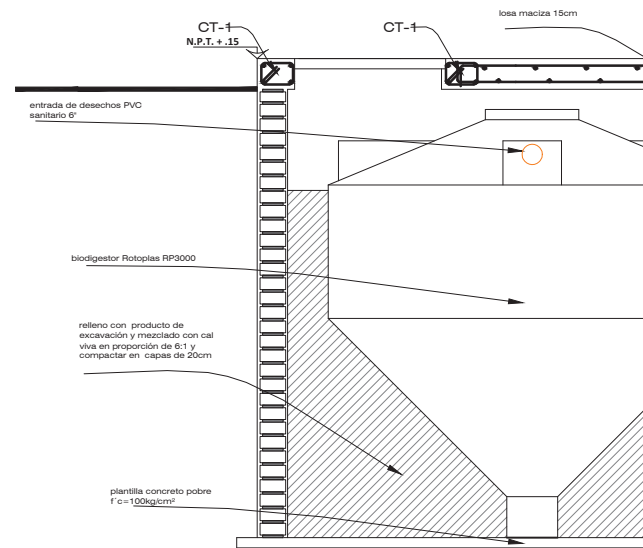 losa maciza 15cm
CT-1
CT-1
N.P.T. + .15
entrada de desechos PVC
sanitario 6"
biodigestor Rotoplas RP3000
relleno con producto de
excavación y mezclado con cal
viva en proporción de 6:1 y
compactar en capas de 20cm
plantilla concreto pobre
f´c=100kg/cm²